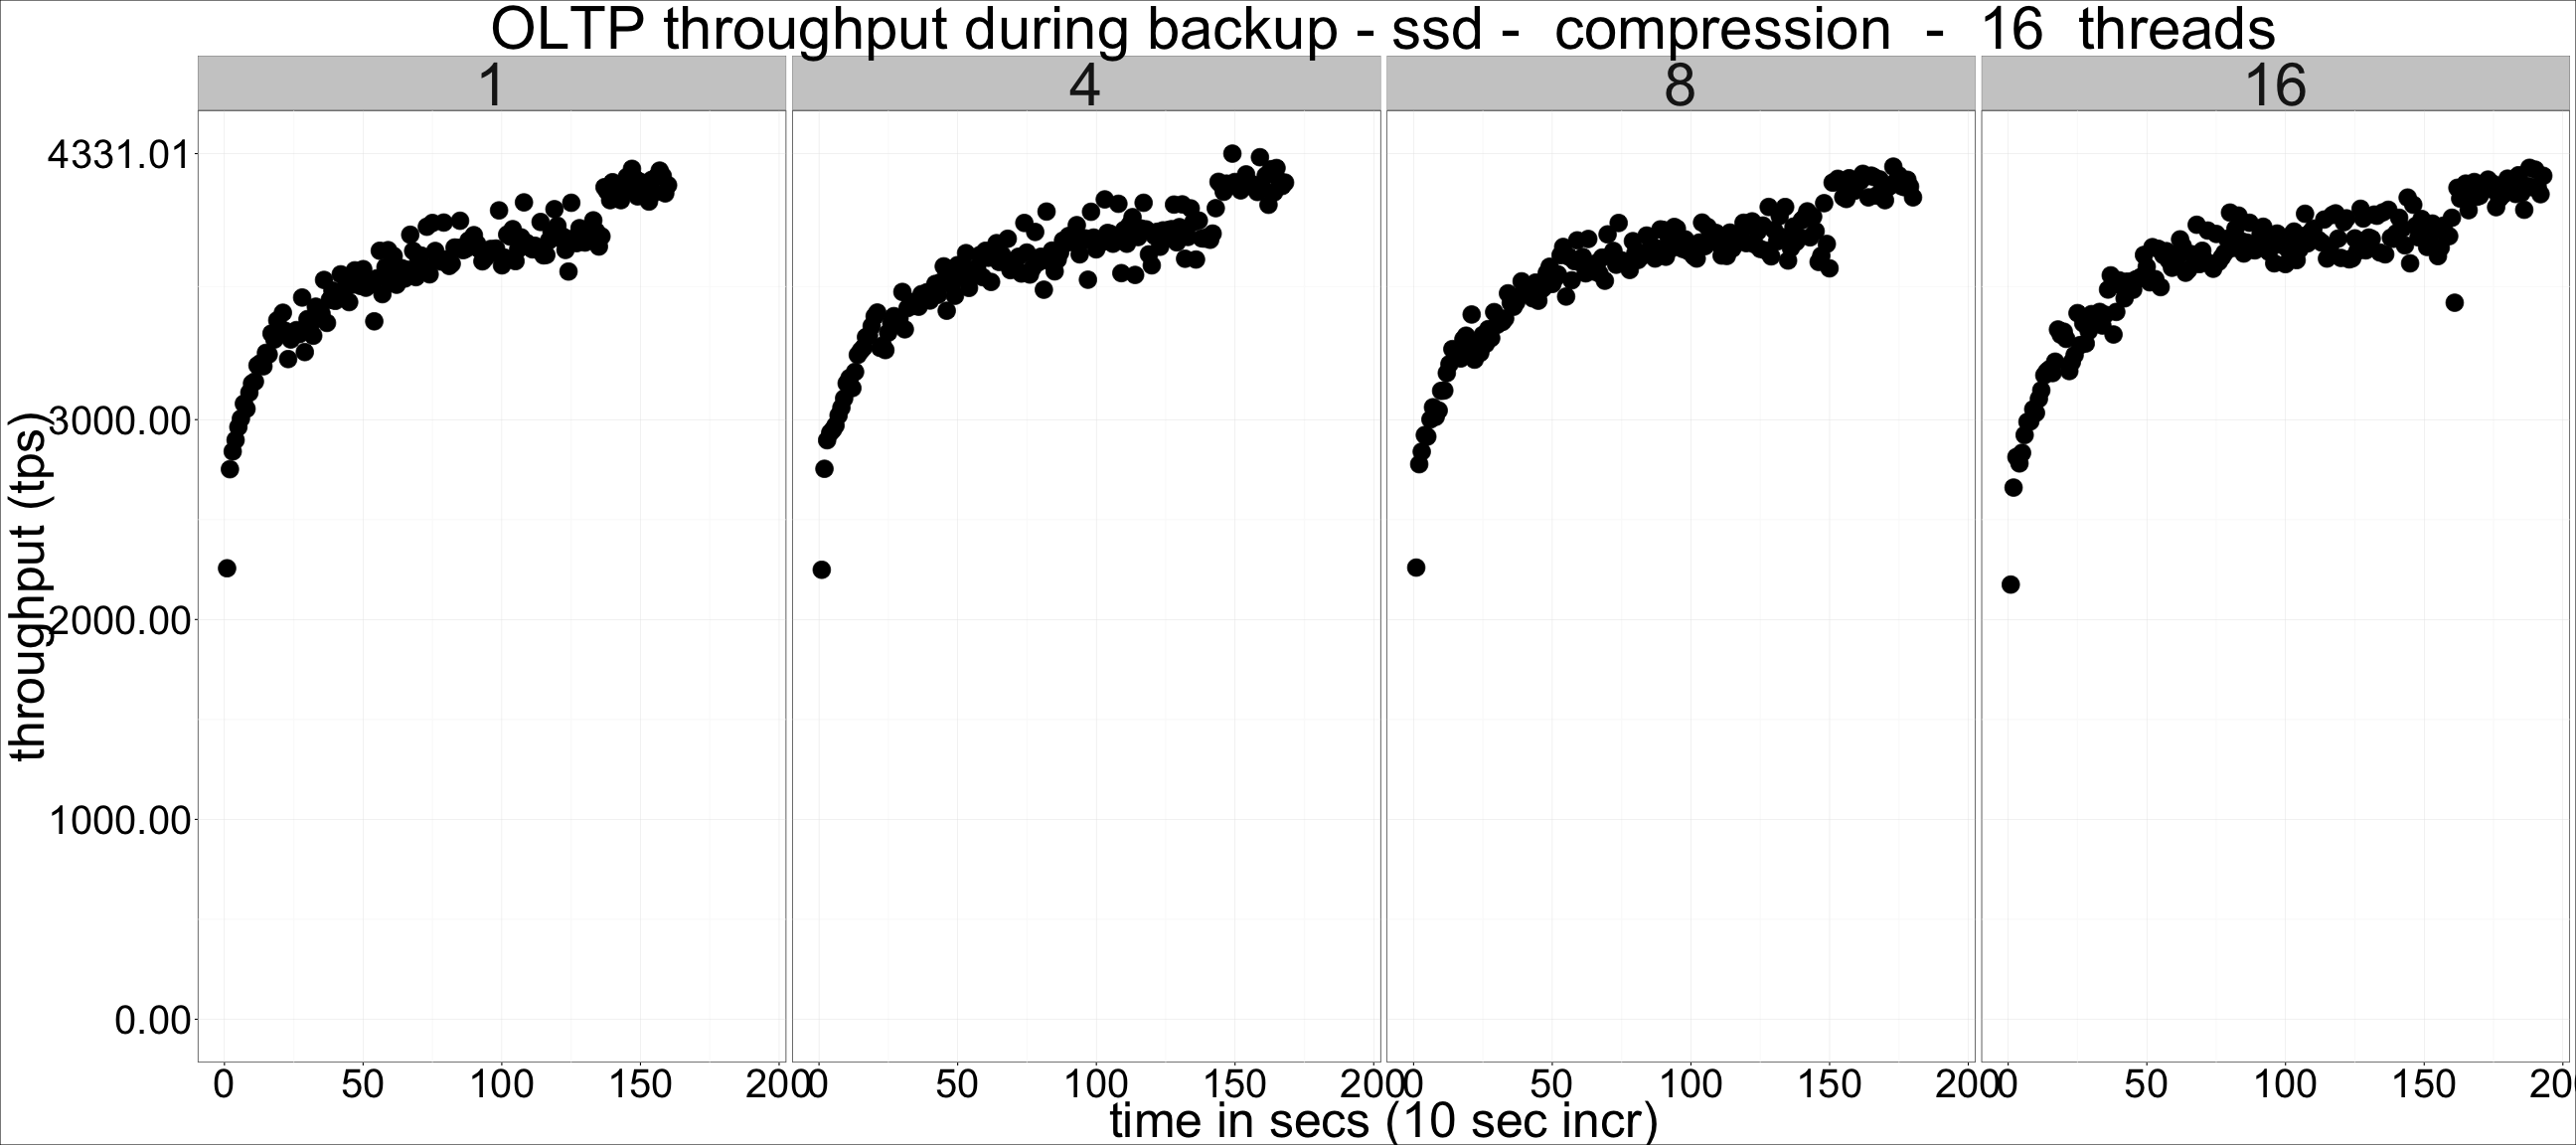 OLTP throughput during backup - ssd -  compression  -  16  threads
1 4 8 16
throughput (tps)
4331.01
3000.00
2000.00
1000.00
0.00
0 50 100 150 200 0 50 100 150 200 0 50 100 150 200 0 50 100 150 20
time in secs (10 sec incr)